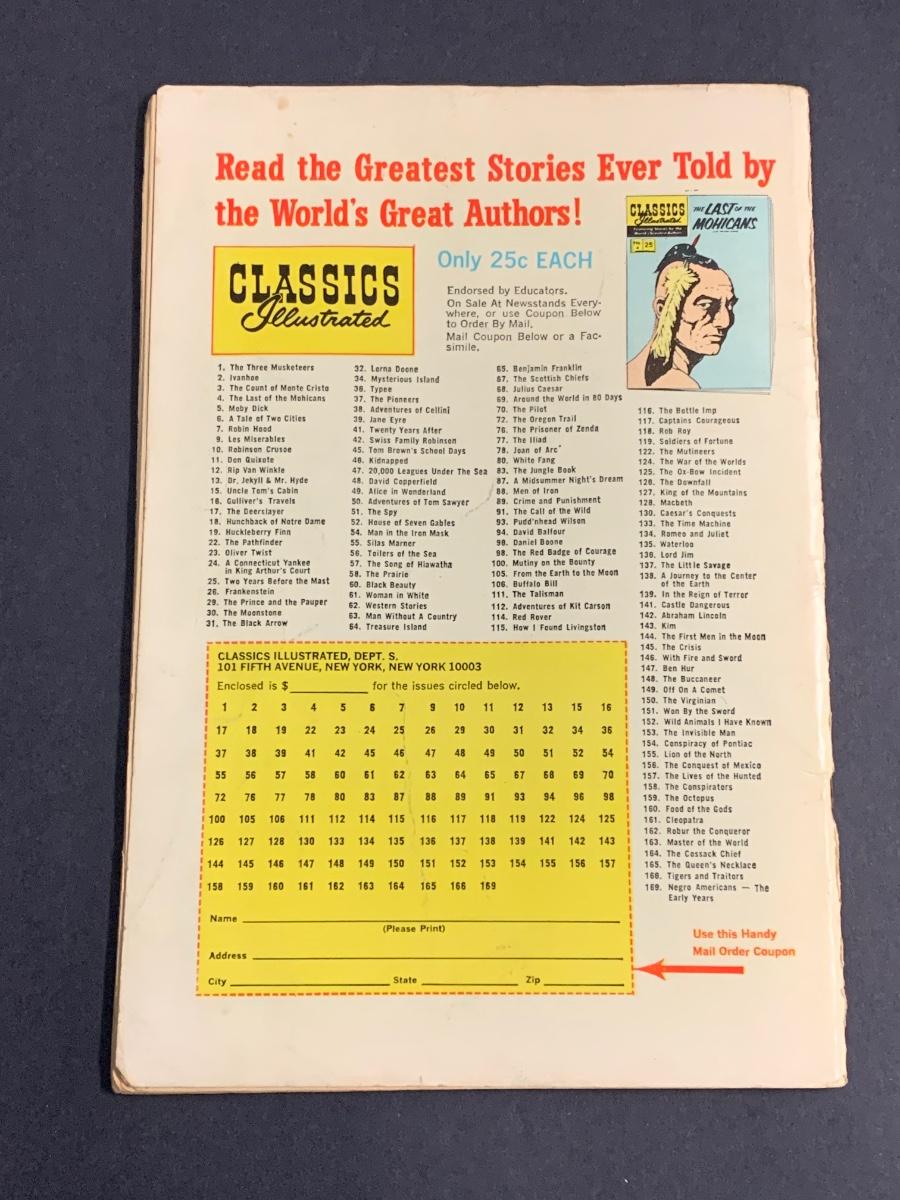 Read the Greatest Stories Ever Told by
the World's Great Authors!
CLASSICS
Illustrated
Only 25c EACH
Endorsed by Educators.
On Sale At Newsstands Every-
where, or use Coupon Below
to Order By Mail.
Mail Coupon Below or a Fac-
simile.
CLASSICS
Illustrated
25
THE LAST OF THE
MOHICANS
1. The Three Musketeers
2. Ivanhoe
3. The Count of Monte Cristo
4. The Last of the Mohicans
5. Moby Dick
6. A Tale of Two Cities
7. Robin Hood
9. Les Miserables
10. Robinson Crusoe
11. Don Quixote
12. Rip Van Winkle
13. Dr. Jekyll & Mr. Hyde
15. Uncle Tom's Cabin
16. Gulliver's Travels
17. The Deerslayer
18. Hunchback of Notre Dame
19. Huckleberry Finn
22. The Pathfinder
23. Oliver Twist
24. A Connecticut Yankee
in King Arthur's Court
25. Two Years Before the Mast
26. Frankenstein
29. The Prince and the Pauper
30. The Moonstone
31. The Black Arrow
32. Lorna Doone
34. Mysterious Island
36. Typee
37. The Pioneers
38. Adventures of Cellini
39. Jane Eyre
41. Twenty Years After
42. Swiss Family Robinson
45. Tom Brown's School Days
46. Kidnapped
47. 20,000 Leagues Under The Sea
48. David Copperfield
49. Alice in Wonderland
50. Adventures of Tom Sawyer
51. The Spy
52. House of Seven Gables
54. Man in the Iron Mask
55. Silas Marner
56. Toilers of the Sea
57. The Song of Hiawatha
58. The Prairie
60. Black Beauty
61. Woman in White
62. Western Stories
63. Man Without A Country
64. Treasure Island
65. Benjamin Franklin
67. The Scottish Chiefs
68. Julius Caesar
69. Around the World in 80 Days
70. The Pilot
72. The Oregon Trail
76. The Prisoner of Zenda
77. The Iliad
78. Joan of Arc
80. White Fang
83. The Jungle Book
87. A Midsummer Night's Dream
88. Men of Iron
89. Crime and Punishment
91. The Call of the Wild
93. Pudd'nhead Wilson
94. David Balfour
96. Daniel Boone
98. The Red Badge of Courage
100. Mutiny on the Bounty
105. From the Earth to the Moon
106. Buffalo Bill
111. The Talisman
112. Adventures of Kit Carson
114. Red Rover
115. How I Found Livingston
116. The Bottle Imp
117. Captains Courageous
118. Rob Roy
119. Soldiers of Fortune
122. The Mutineers
124. The War of the Worlds
125. The Ox-Bow Incident
126. The Downfall
127. King of the Mountains
128. Macbeth
130. Caesar's Conquests
133. The Time Machine
134. Romeo and Juliet
135. Waterloo
136. Lord Jim
137. The Little Savage
138. A Journey to the Center
of the Earth
139. In the Reign of Terror
141. Castle Dangerous
142. Abraham Lincoln
143. Kim
144. The First Men in the Moon
145. The Crisis
146. With Fire and Sword
147. Ben Hur
148. The Buccaneer
149. Off On A Comet
150. The Virginian
151. Won By the Sword
152. Wild Animals I Have Known
153. The Invisible Man
154. Conspiracy of Pontiac
155. Lion of the North
156. The Conquest of Mexico
157. The Lives of the Hunted
158. The Conspirators
159. The Octopus
160. Food of the Gods
161. Cleopatra
162. Robur the Conqueror
163. Master of the World
164. The Cossack Chief
165. The Queen's Necklace
166. Tigers and Traitors
169. Negro Americans — The
Early Years
CLASSICS ILLUSTRATED, DEPT. S,
101 FIFTH AVENUE, NEW YORK, NEW YORK 10003
Enclosed is $ for the issues circled below.
1 2 3 4 5 6 7 9 10 11 12 13 15 16
17 18 19 22 23 24 25 26 29 30 31 32 34 36
37 38 39 41 42 45 46 47 48 49 50 51 52 54
55 56 57 58 60 61 62 63 64 65 67 68 69 70
72 76 77 78 80 83 87 88 89 91 93 94 96 98
100 105 106 111 112 114 115 116 117 118 119 122 124 125
126 127 128 130 133 134 135 136 137 138 139 141 142 143
144 145 146 147 148 149 150 151 152 153 154 155 156 157
158 159 160 161 162 163 164 165 166 169
Name
(Please Print)
Address
City State Zip
Use this Handy
Mail Order Coupon